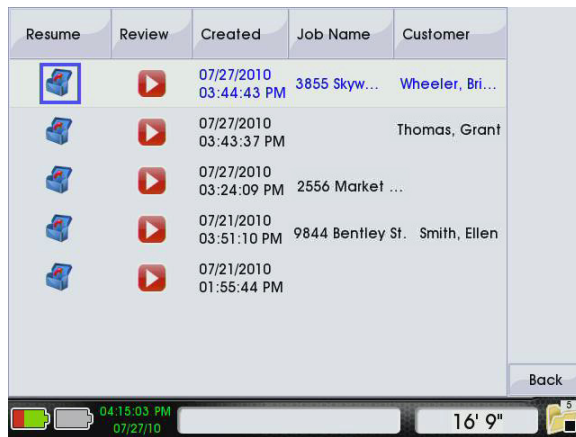 Resume Review Created Job Name Customer
07/27/2010
03:44:43 PM 3855 Skyw... Wheeler, Bri...
07/27/2010
03:43:37 PM Thomas, Grant
07/27/2010
03:24:09 PM 2556 Market ...
07/21/2010
03:51:10 PM 9844 Bentley St. Smith, Ellen
07/21/2010
01:55:44 PM
Back
04:15:03 PM
07/27/10
16' 9"
5